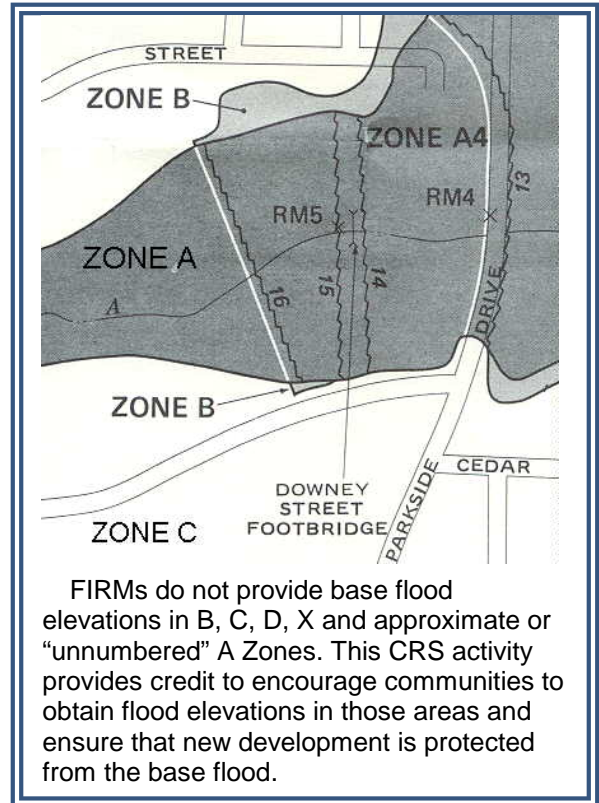 STREET
ZONE B
ZONE A4
13
RM5
RM4
ZONE A
A
16
15
14
DRIVE
ZONE B
CEDAR
DOWNEY
STREET
FOOTBRIDGE
PARKSIDE
ZONE C
FIRMs do not provide base flood
elevations in B, C, D, X and approximate or
“unnumbered” A Zones. This CRS activity
provides credit to encourage communities to
obtain flood elevations in those areas and
ensure that new development is protected
from the base flood.